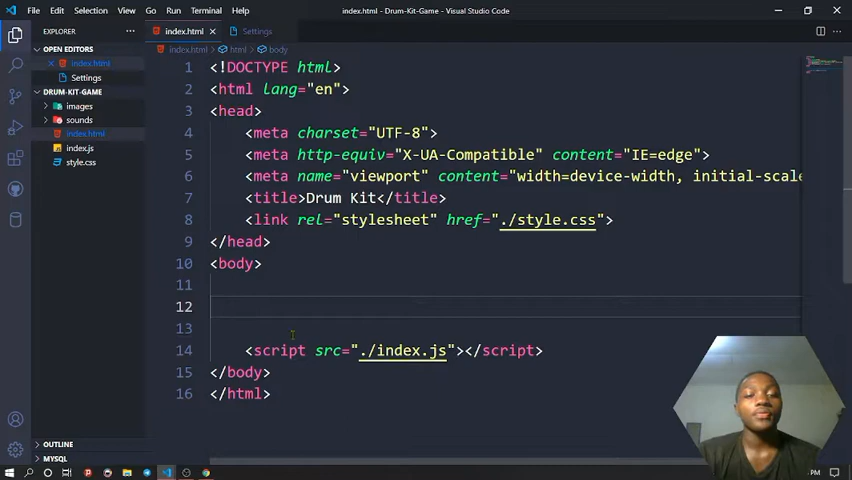 File Edit Selection View Go Run Terminal Help
index.html - Drum-Kit-Game - Visual Studio Code
EXPLORER
index.html
Settings
index.html > html > body
OPEN EDITORS
index.html
Settings
DRUM-KIT-GAME
images
sounds
index.html
index.js
style.css
OUTLINE
MYSQL
1 <!DOCTYPE html>
2 <html lang="en">
3 <head>
4 <meta charset="UTF-8">
5 <meta http-equiv="X-UA-Compatible" content="IE=edge">
6 <meta name="viewport" content="width=device-width, initial-scale
7 <title>Drum Kit</title>
8 <link rel="stylesheet" href="./style.css">
9 </head>
10 <body>
11
12
13
14 <script src="./index.js"></script>
15 </body>
16 </html>
PM